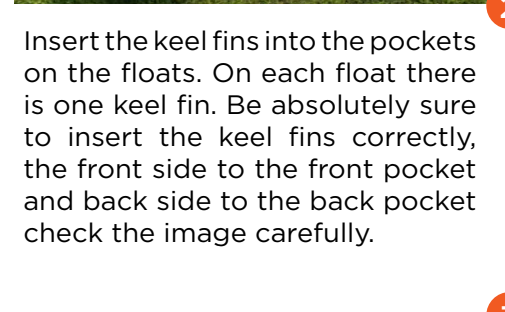 Insert the keel fins into the pockets
on the floats. On each float there
is one keel fin. Be absolutely sure
to insert the keel fins correctly,
the front side to the front pocket
and back side to the back pocket
check the image carefully.